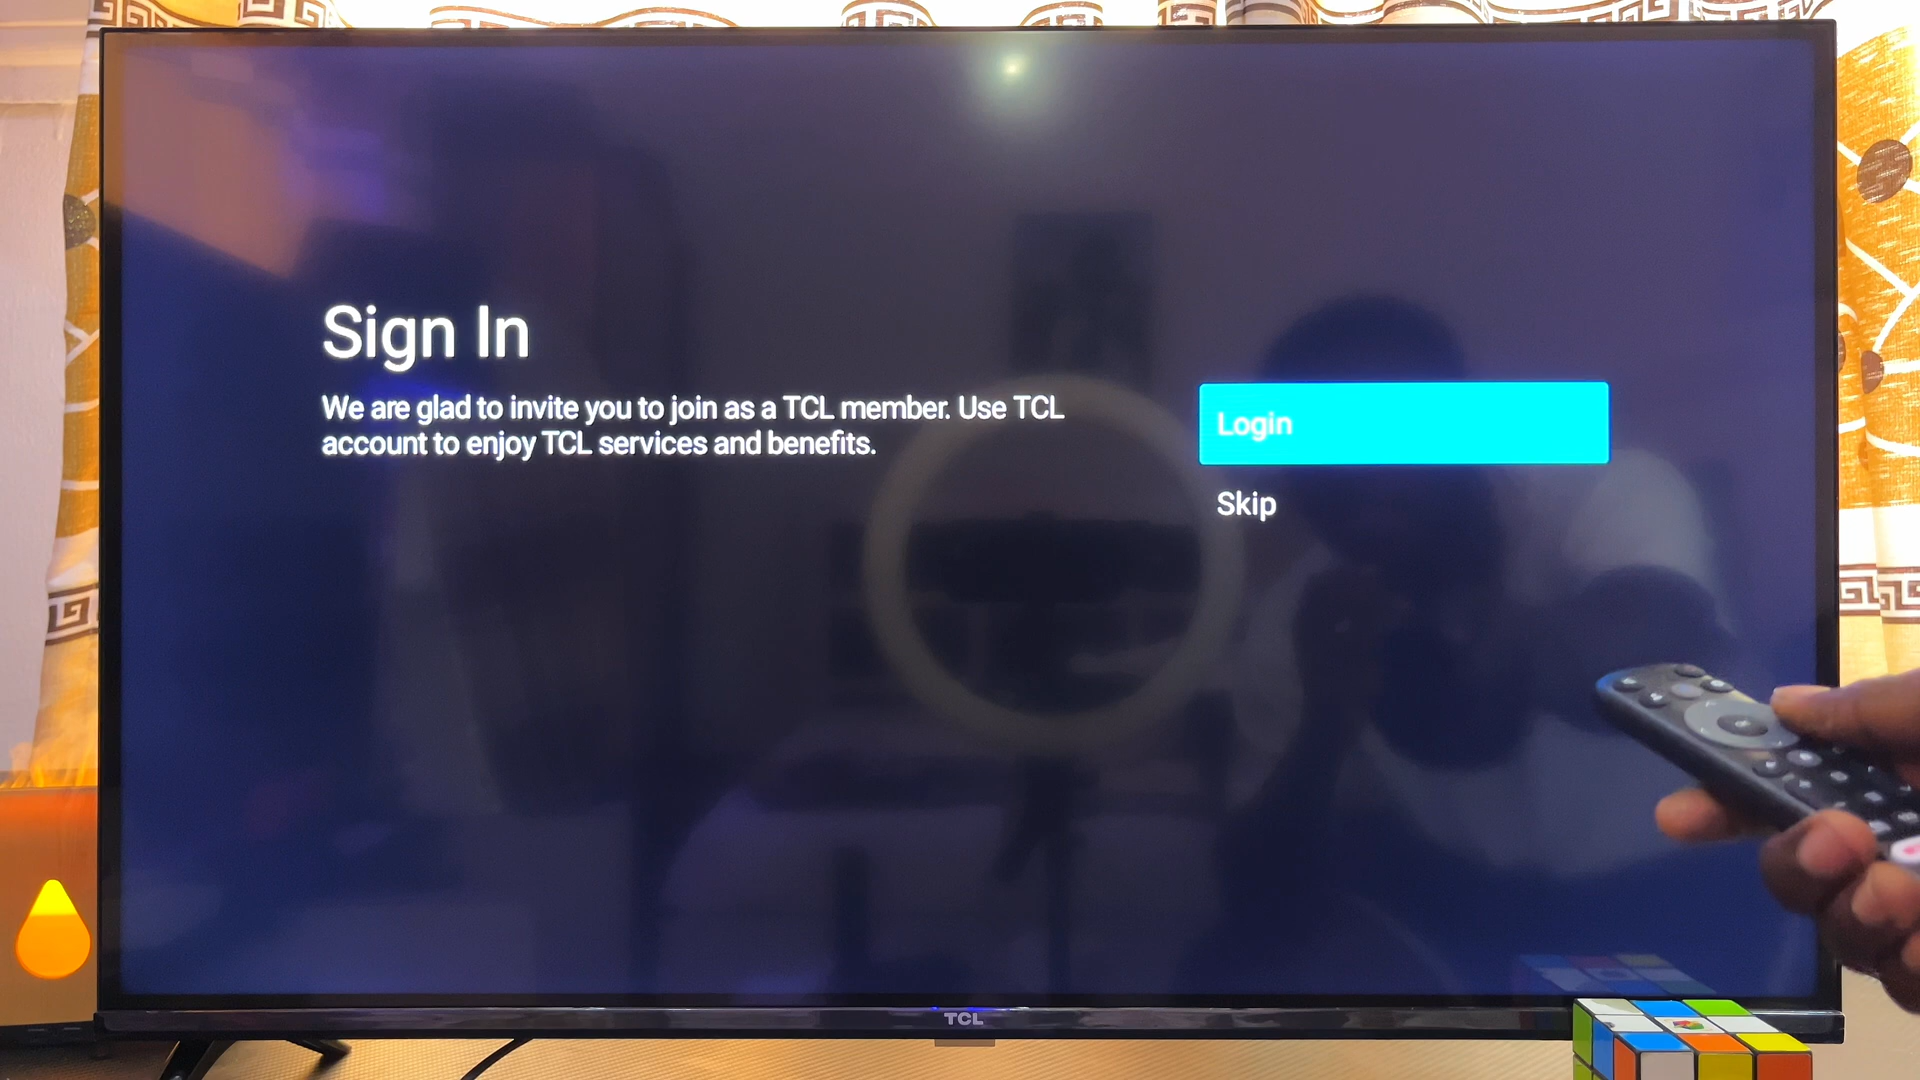 Sign In
We are glad to invite you to join as a TCL member. Use TCL
account to enjoy TCL services and benefits.
Login
Skip
TCL